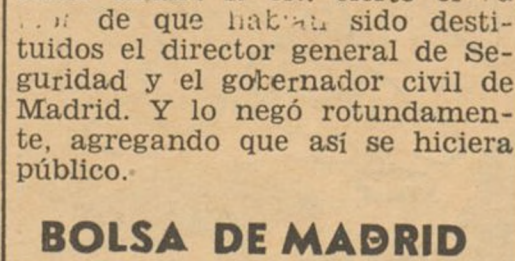 de que habían sido desti-
tuidos el director general de Se-
guridad y el gobernador civil de
Madrid. Y lo negó rotundamen-
te, agregando que así se hiciera
público.
BOLSA DE MADRID